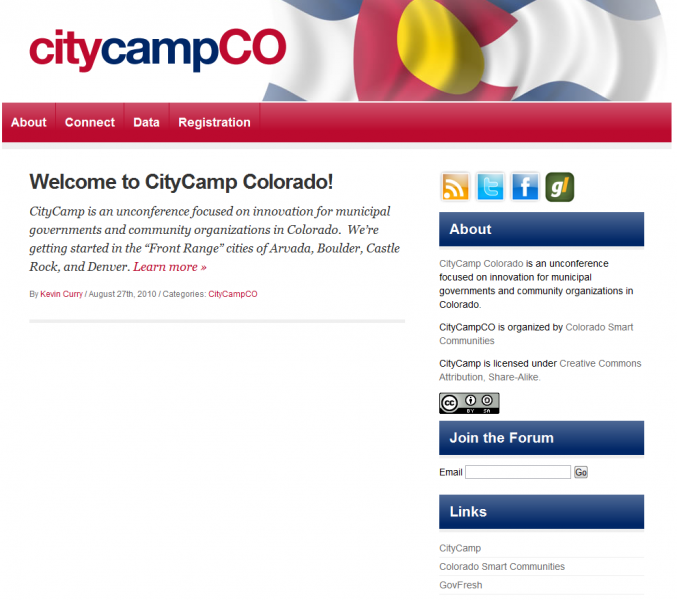 citycampCO
About Connect Data Registration
Welcome to CityCamp Colorado!
CityCamp is an unconference focused on innovation for municipal
governments and community organizations in Colorado. We're
getting started in the “Front Range” cities of Arvada, Boulder, Castle
Rock, and Denver. Learn more »
By Kevin Curry / August 27th, 2010 / Categories: CityCampCO
t f gl
About
CityCamp Colorado is an unconference
focused on innovation for municipal
governments and community organizations in
Colorado.
CityCampCO is organized by Colorado Smart
Communities
CityCamp is licensed under Creative Commons
Attribution, Share-Alike.
cc BY SA
Join the Forum
Email Go
Links
CityCamp
Colorado Smart Communities
GovFresh